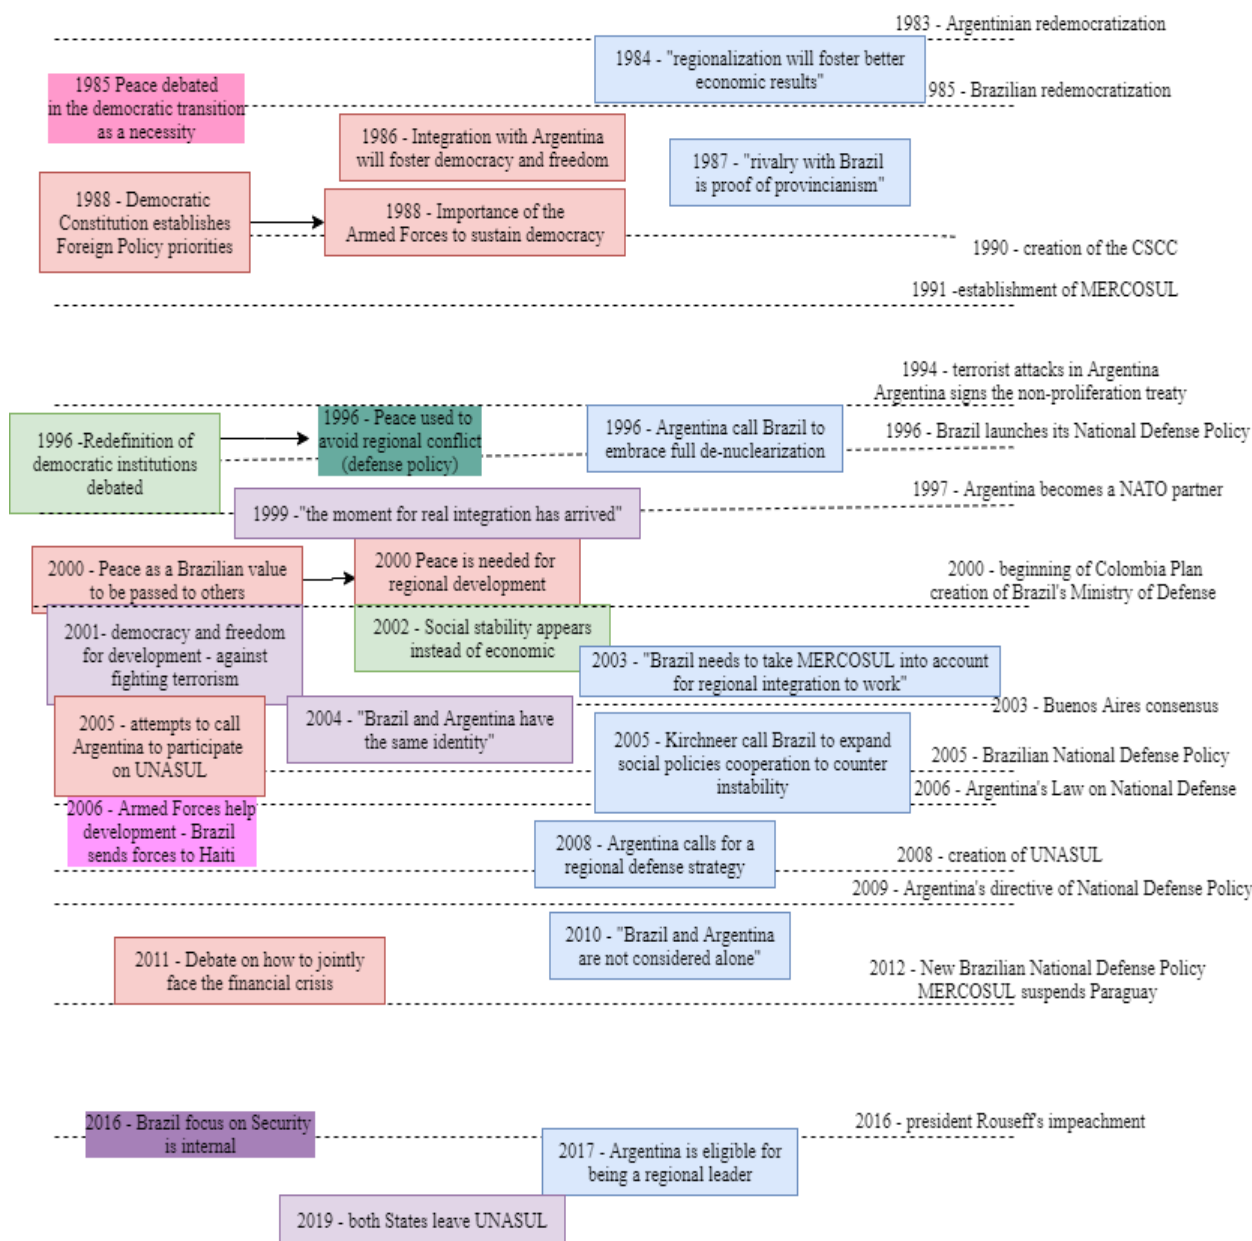 1983 - Argentinian redemocratization
1984 - "regionalization will foster better
economic results"
1985 Peace debated
in the democratic transition
as a necessity
985 - Brazilian redemocratization
1986 - Integration with Argentina
will foster democracy and freedom
1987 - "rivalry with Brazil
is proof of provincianism"
1988 - Democratic
Constitution establishes
Foreign Policy priorities
1988 - Importance of the
Armed Forces to sustain democracy
1990 - creation of the CSCC
1991 -establishment of MERCOSUL
1994 - terrorist attacks in Argentina
Argentina signs the non-proliferation treaty
1996 -Redefinition of
democratic institutions
debated
1996 - Peace used to
avoid regional conflict
(defense policy)
1996 - Argentina call Brazil to
embrace full de-nuclearization
1996 - Brazil launches its National Defense Policy
1997 - Argentina becomes a NATO partner
1999 -"the moment for real integration has arrived"
2000 - Peace as a Brazilian value
to be passed to others
2000 Peace is needed for
regional development
2000 - beginning of Colombia Plan
creation of Brazil's Ministry of Defense
2001- democracy and freedom
for development - against
fighting terrorism
2002 - Social stability appears
instead of economic
2003 - "Brazil needs to take MERCOSUL into account
for regional integration to work"
2003 - Buenos Aires consensus
2005 - attempts to call
Argentina to participate
on UNASUL
2004 - "Brazil and Argentina have
the same identity"
2005 - Kirchneer call Brazil to expand
social policies cooperation to counter
instability
2005 - Brazilian National Defense Policy
2006 - Argentina's Law on National Defense
2006 - Armed Forces help
development - Brazil
sends forces to Haiti
2008 - Argentina calls for a
regional defense strategy
2008 - creation of UNASUL
2009 - Argentina's directive of National Defense Policy
2010 - "Brazil and Argentina
are not considered alone"
2011 - Debate on how to jointly
face the financial crisis
2012 - New Brazilian National Defense Policy
MERCOSUL suspends Paraguay
2016 - Brazil focus on Security
is internal
2016 - president Rouseff's impeachment
2017 - Argentina is eligible for
being a regional leader
2019 - both States leave UNASUL